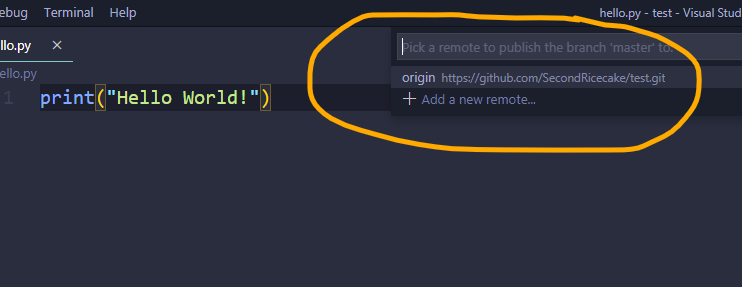 ebug Terminal Help hello.py - test - Visual Stud
llo.py ×
Pick a remote to publish the branch 'master' to:
ello.py
origin https://github.com/SecondRicecake/test.git
1 print("Hello World!")
+ Add a new remote...